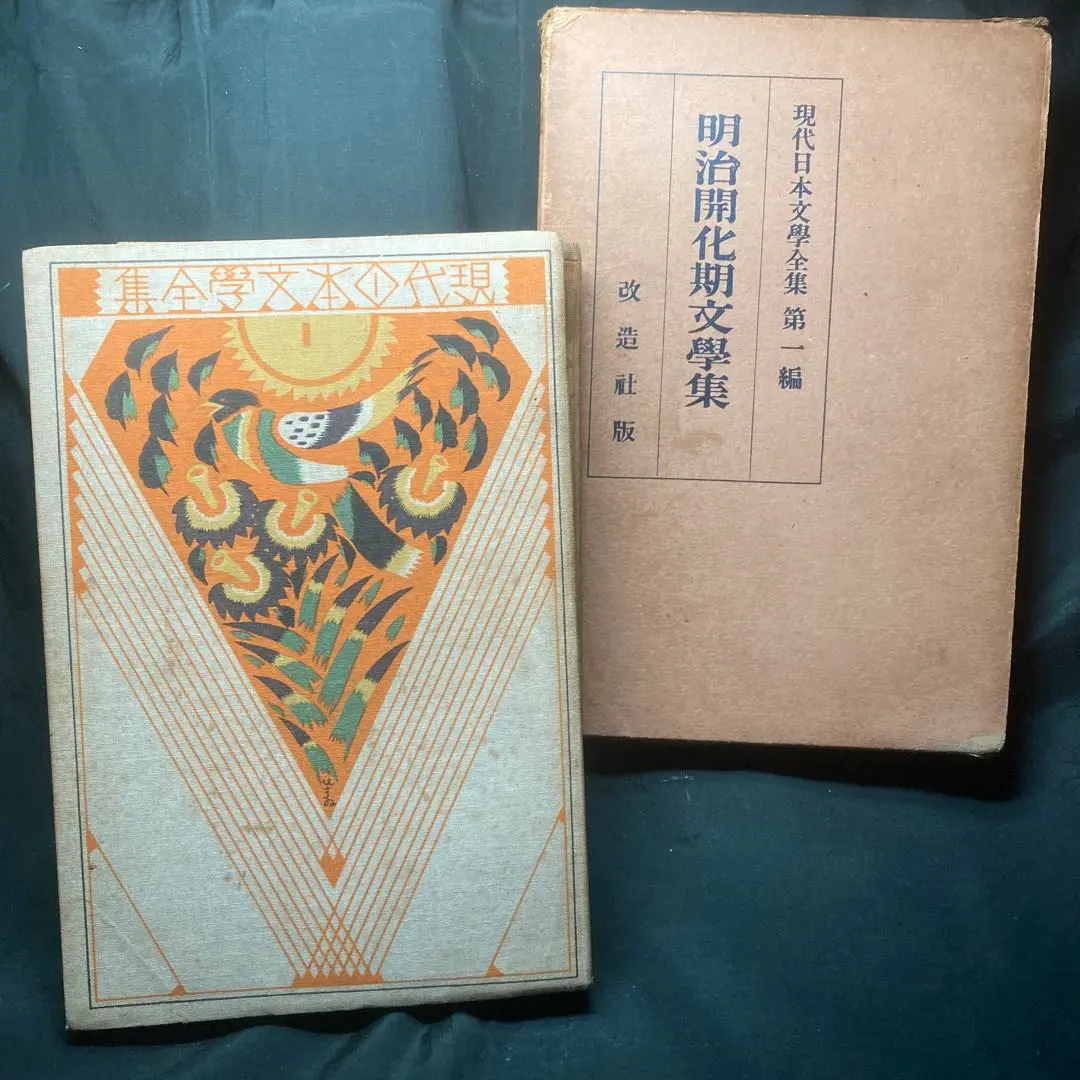 現代日本文學全集
現代日本文學全集 第一編
明治開化期文學集
改造社版